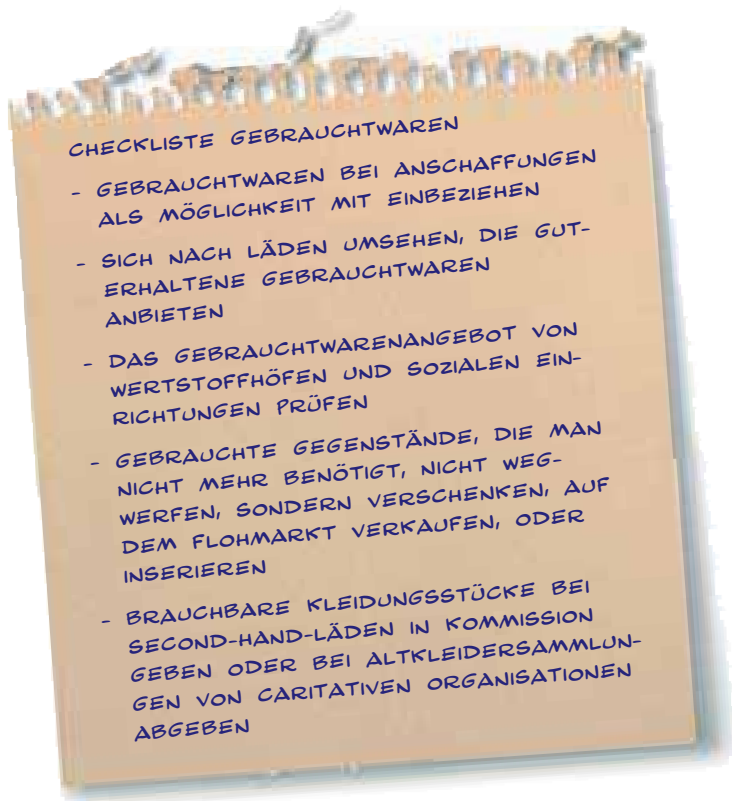 CHECKLISTE GEBRAUCHTWAREN
- GEBRAUCHTWAREN BEI ANSCHAFFUNGEN
ALS MÖGLICHKEIT MIT EINBEZIEHEN
- SICH NACH LÄDEN UMSEHEN, DIE GUT-
ERHALTENE GEBRAUCHTWAREN
ANBIETEN
- DAS GEBRAUCHTWARENANGEBOT VON
WERTSTOFFHÖFEN UND SOZIALEN EIN-
RICHTUNGEN PRÜFEN
- GEBRAUCHTE GEGENSTÄNDE, DIE MAN
NICHT MEHR BENÖTIGT, NICHT WEG-
WERFEN, SONDERN VERSCHENKEN, AUF
DEM FLOHMARKT VERKAUFEN, ODER
INSERIEREN
- BRAUCHBARE KLEIDUNGSSTÜCKE BEI
SECOND-HAND-LÄDEN IN KOMMISSION
GEBEN ODER BEI ALTKLEIDERSAMMLUN-
GEN VON CARITATIVEN ORGANISATIONEN
ABGEBEN